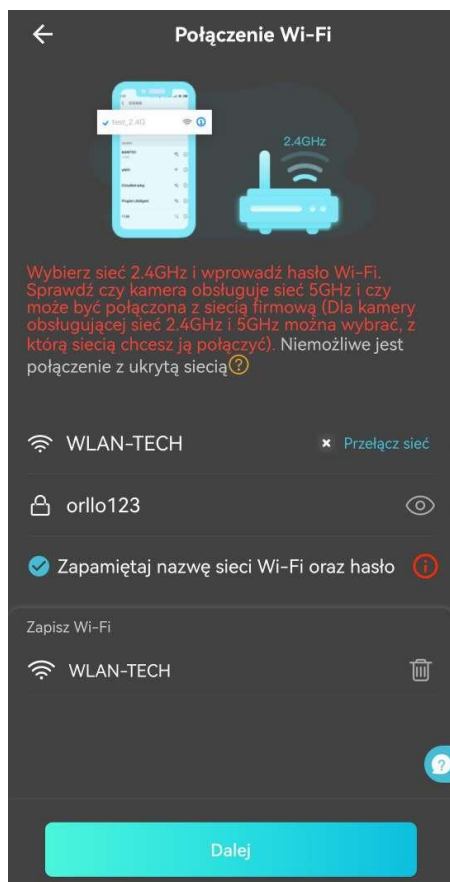 Połączenie Wi-Fi
test_2.4G
2.4GHz
Wybierz sieć 2.4GHz i wprowadź hasło Wi-Fi.
Sprawdź czy kamera obsługuje sieć 5GHz i czy
może być połączona z siecią firmową (Dla kamery
obsługującej sieć 2.4GHz i 5GHz można wybrać, z
którą siecią chcesz ją połączyć). Niemożliwe jest
połączenie z ukrytą siecią?
WLAN-TECH Przełącz sieć
orllo123
Zapamiętaj nazwę sieci Wi-Fi oraz hasło
Zapisz Wi-Fi
WLAN-TECH
Dalej